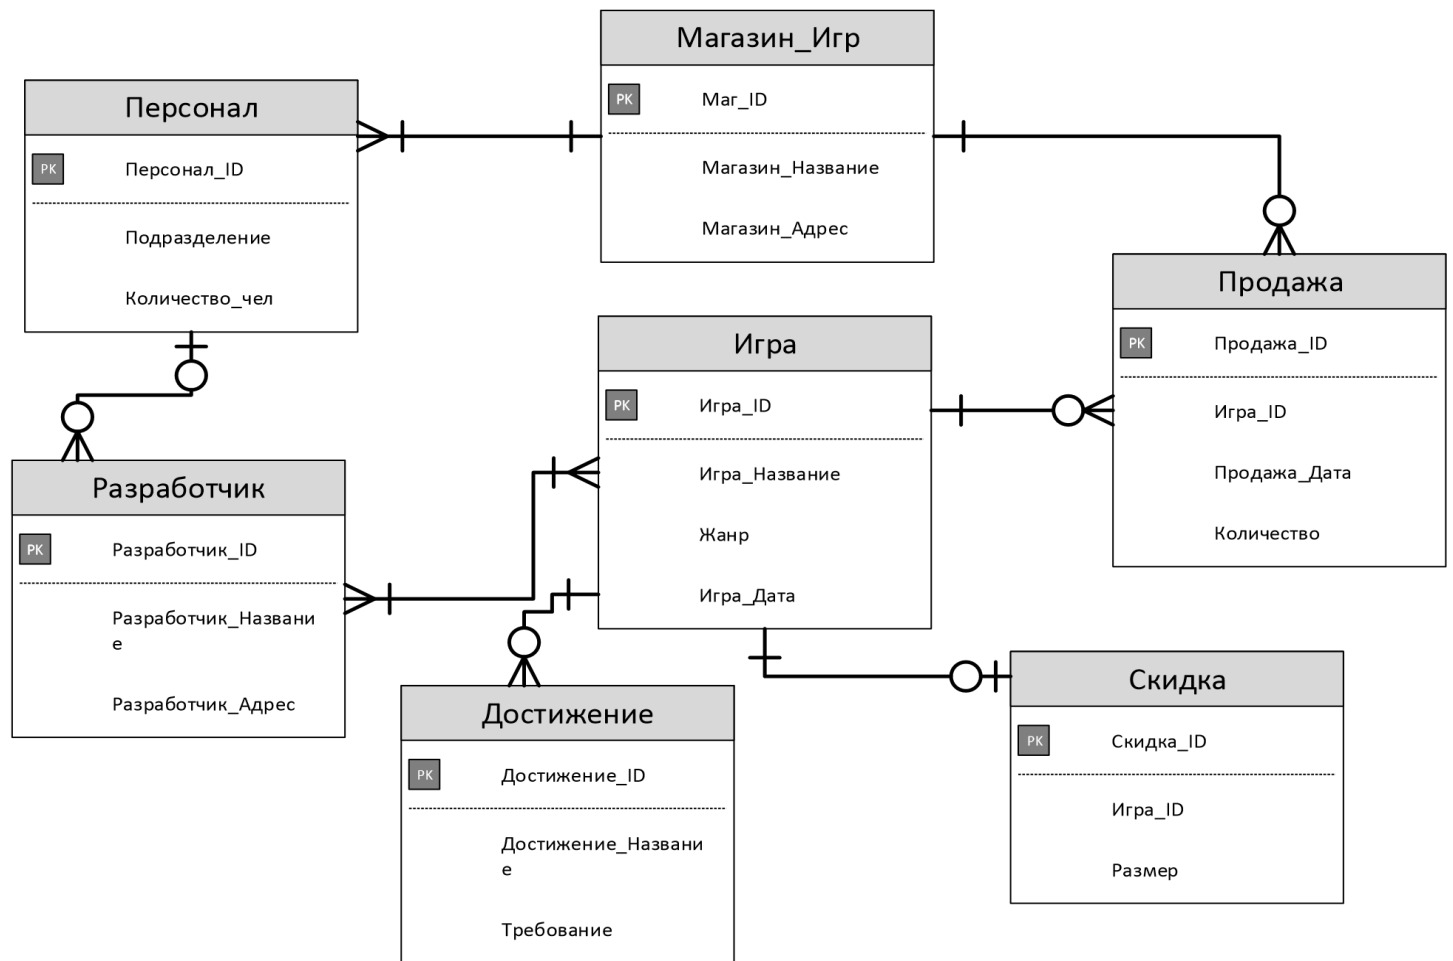 Магазин_Игр
PK Маг_ID
Магазин_Название
Магазин_Адрес
Персонал
PK Персонал_ID
Подразделение
Количество_чел
Продажа
PK Продажа_ID
Игра_ID
Продажа_Дата
Количество
Игра
PK Игра_ID
Игра_Название
Жанр
Игра_Дата
Разработчик
PK Разработчик_ID
Разработчик_Названи
е
Разработчик_Адрес
Скидка
PK Скидка_ID
Игра_ID
Размер
Достижение
PK Достижение_ID
Достижение_Названи
е
Требование